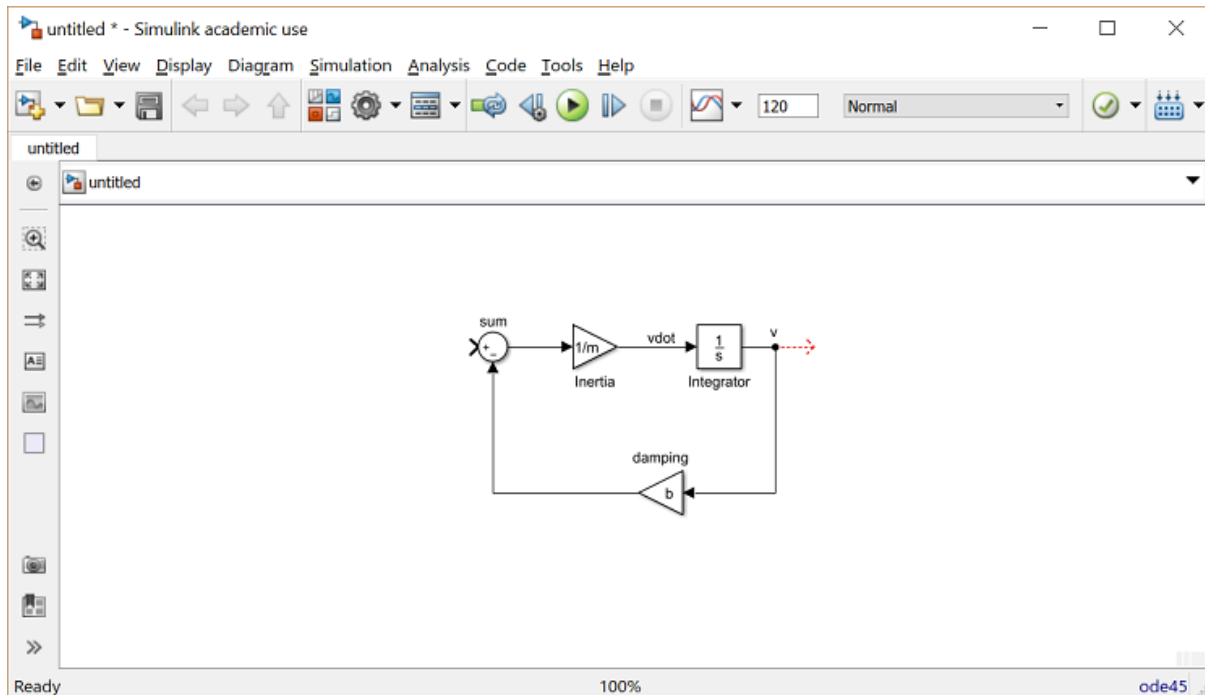 untitled * - Simulink academic use
File Edit View Display Diagram Simulation Analysis Code Tools Help
120 Normal
untitled
untitled
sum
+
-
1/m
vdot
1
s
v
Inertia
Integrator
damping
b
Ready 100% ode45